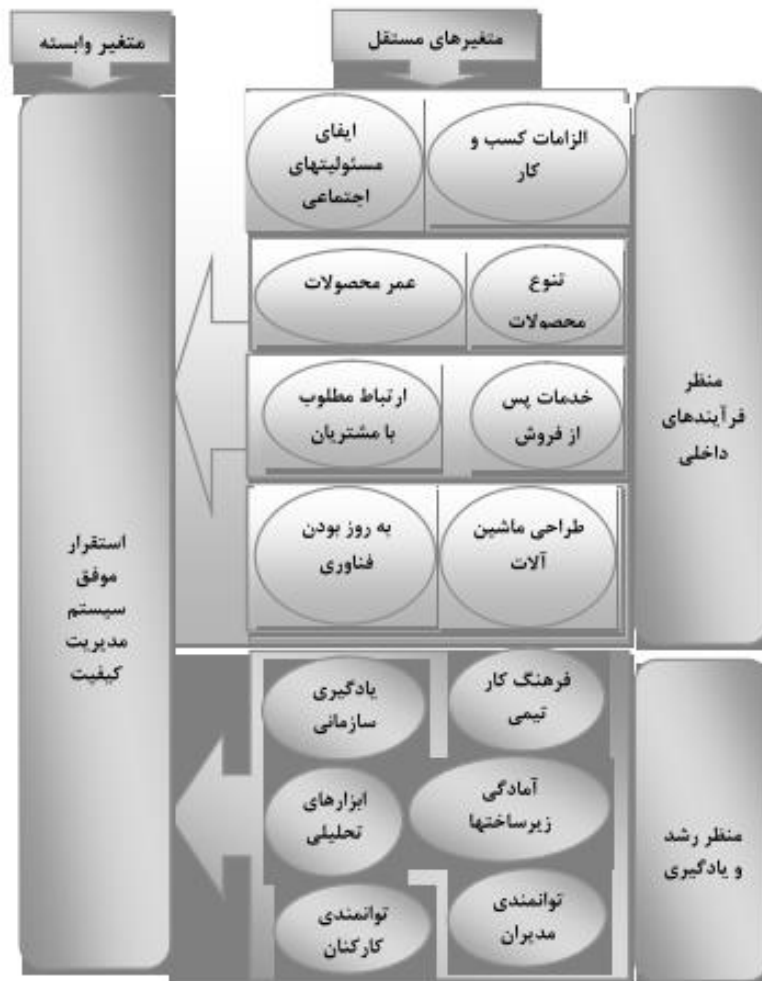 متغیرهای مستقل
متغیر وابسته
الزامات کسب و
کار
ایفای
مسئولیتهای
اجتماعی
تنوع
محصولات
عمر محصولات
خدمات پس
از فروش
ارتباط مطلوب
با مشتریان
طراحی ماشین
آلات
به روز بودن
فناوری
منظر
فرآیندهای
داخلی
استقرار
موفق
سیستم
مدیریت
کیفیت
فرهنگ کار
تیمی
یادگیری
سازمانی
آمادگی
زیرساختها
ابزارهای
تحلیلی
توانمندی
مدیران
توانمندی
کارکنان
منظر رشد
و یادگیری